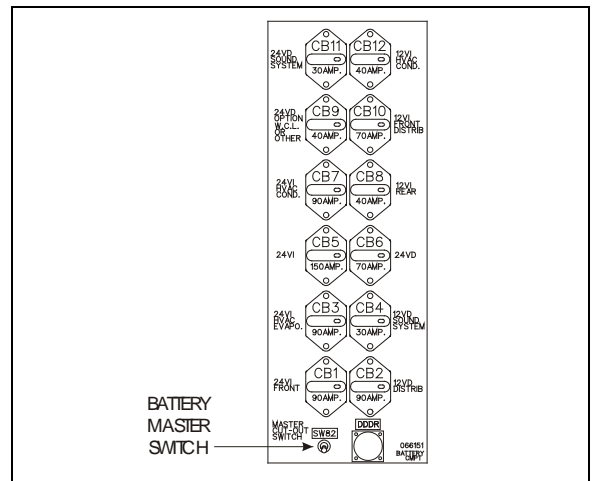 24VD
SOUND
SYSTEM
CB11
30AMP.
CB12
40AMP.
12VI
HVAC
COND.
24VD
OPTION
W.C.L.
OR
OTHER
CB9
40AMP.
CB10
70AMP.
12VI
FRONT
DISTRIB
24VI
HVAC
COND.
CB7
90AMP.
CB8
40AMP.
12VI
REAR
24VI
CB5
150AMP.
CB6
70AMP.
24VD
24VI
HVAC
EVAPO.
CB3
90AMP.
CB4
30AMP.
12VD
SOUND
SYSTEM
24VI
FRONT
CB1
90AMP.
CB2
90AMP.
12VD
DISTRIB
BATTERY
MASTER
SWITCH
MASTER
CUT-OUT
SWITCH
SW82
DDDR
066151
BATTERY
CMPT